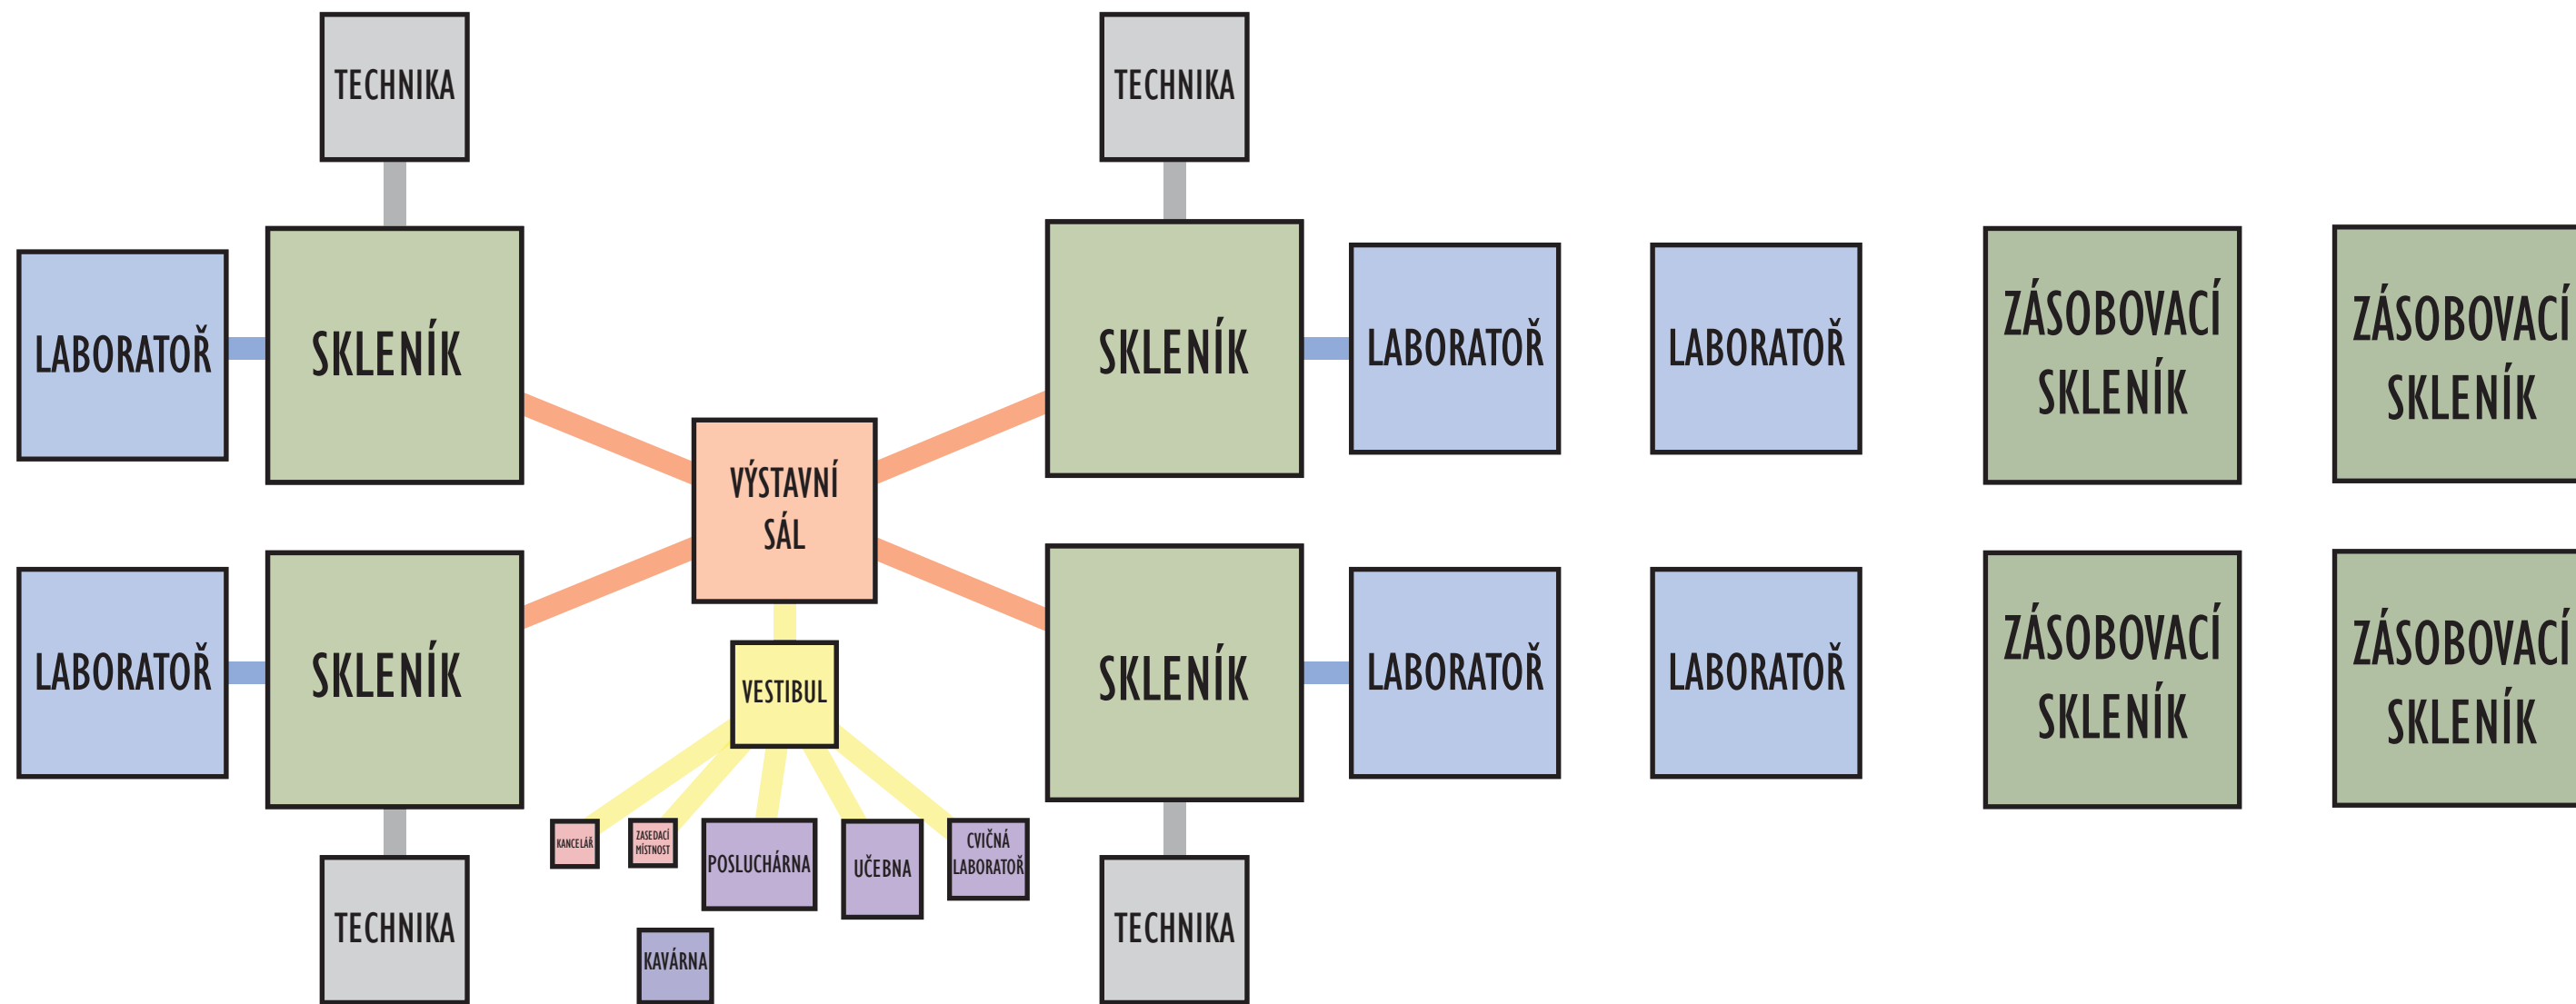 TECHNIKA
TECHNIKA
LABORATOŘ
SKLENÍK
SKLENÍK
LABORATOŘ
LABORATOŘ
ZÁSOBOVACÍ
SKLENÍK
ZÁSOBOVACÍ
SKLENÍK
VÝSTAVNÍ
SÁL
LABORATOŘ
SKLENÍK
VESTIBUL
SKLENÍK
LABORATOŘ
LABORATOŘ
ZÁSOBOVACÍ
SKLENÍK
ZÁSOBOVACÍ
SKLENÍK
KANCELÁŘ
ZASEDACÍ
MÍSTNOST
POSLUCHÁRNA
UČEBNA
CVIČNÁ
LABORATOŘ
TECHNIKA
KAVÁRNA
TECHNIKA